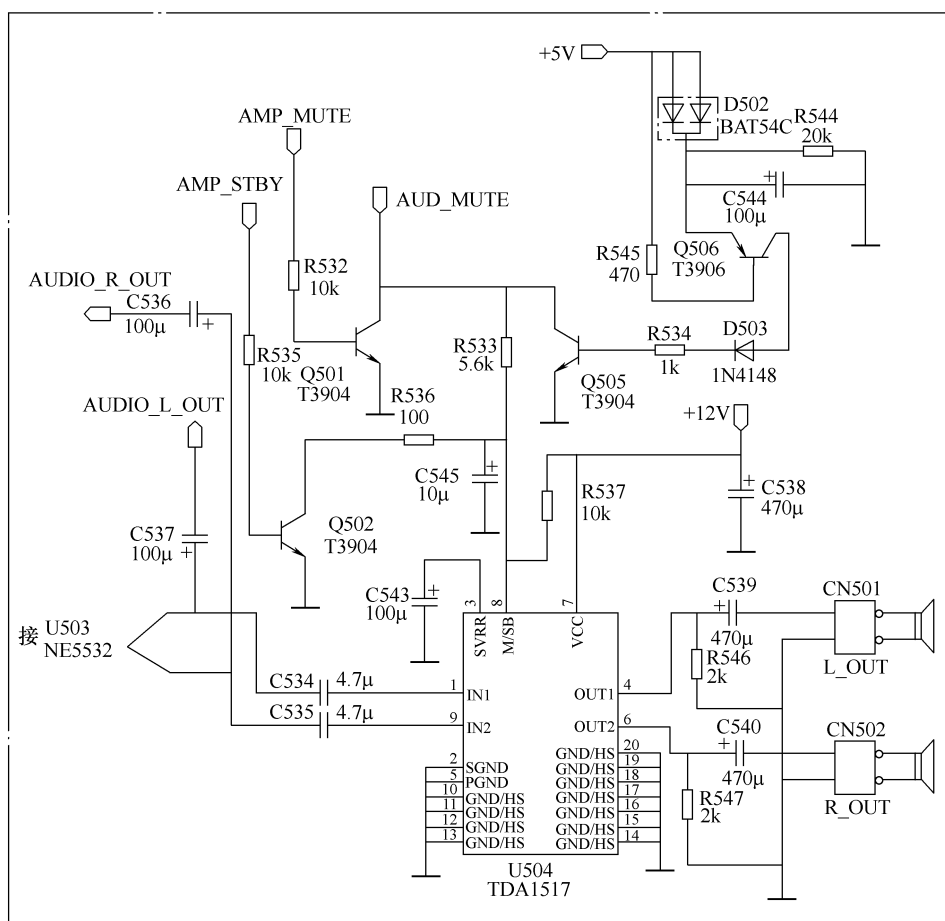 +5V
D502
BAT54C
R544
20k
AMP_MUTE
AMP_STBY
AUD_MUTE
C544
100μ
R545
470
Q506
T3906
AUDIO_R_OUT
C536
100μ
R532
10k
R535
10k
Q501
T3904
R533
5.6k
R534
1k
D503
1N4148
Q505
T3904
R536
100
AUDIO_L_OUT
+12V
C545
10μ
R537
10k
C538
470μ
Q502
T3904
C537
100μ
C543
100μ
接 U503
NE5532
3
8
7
SVRR
M/SB
VCC
C539
470μ
CN501
L_OUT
R546
2k
C534
4.7μ
C535
4.7μ
1
IN1
9
IN2
OUT1
4
OUT2
6
C540
470μ
CN502
R_OUT
R547
2k
2
SGND
5
PGND
10
GND/HS
11
GND/HS
12
GND/HS
13
GND/HS
GND/HS
20
GND/HS
19
GND/HS
18
GND/HS
17
GND/HS
16
GND/HS
15
GND/HS
14
U504
TDA1517